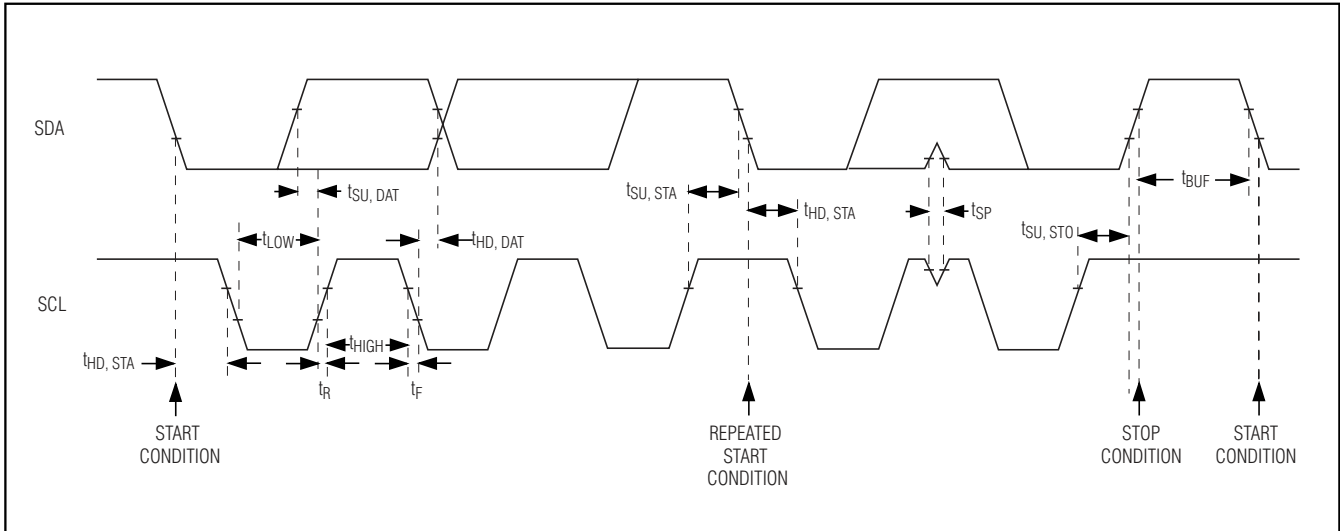 SDA
tSU, DAT
tSU, STA
tHD, STA
tSP
tBUF
tLOW
tHD, DAT
tSU, STO
SCL
tHD, STA
tHIGH
tR
tF
START
CONDITION
REPEATED
START
CONDITION
STOP
CONDITION
START
CONDITION